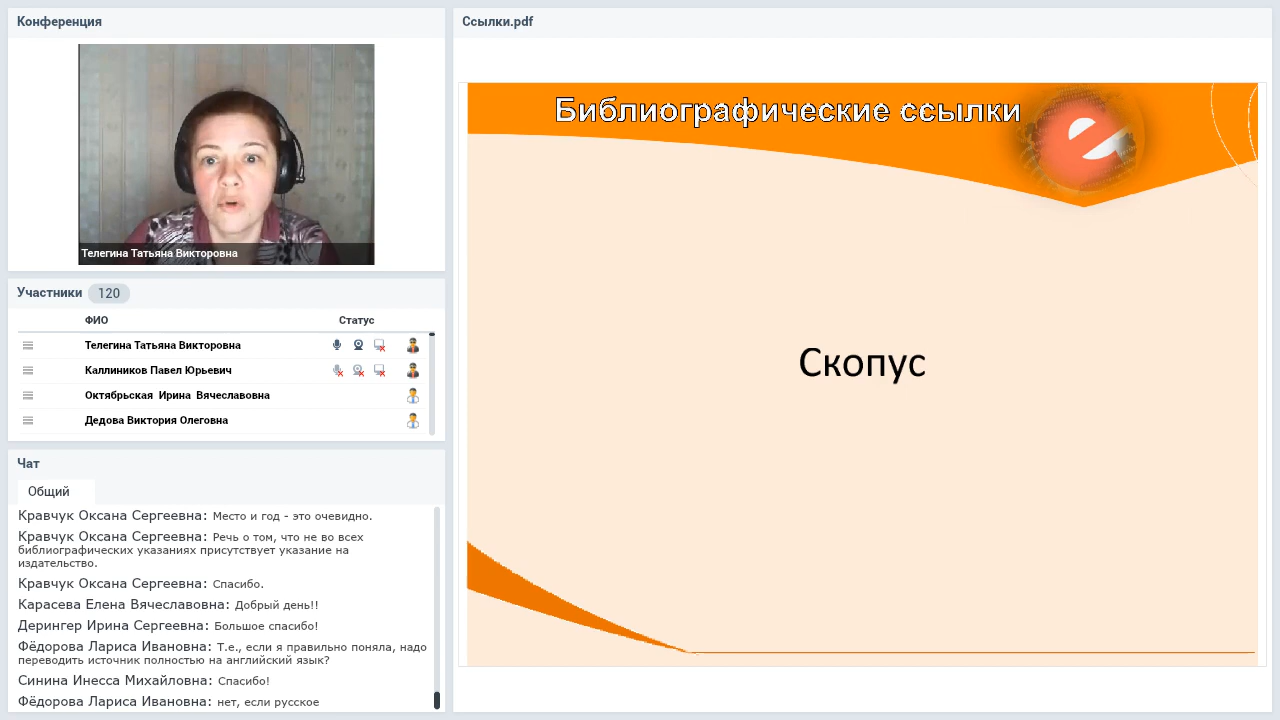 Конференция
Телегина Татьяна Викторовна
Участники 120
ФИО Статус
Телегина Татьяна Викторовна
Каллиников Павел Юрьевич
Октябрьская Ирина Вячеславовна
Дедова Виктория Олеговна
Чат
Общий
Кравчук Оксана Сергеевна: Место и год - это очевидно.
Кравчук Оксана Сергеевна: Речь о том, что не во всех
библиографических указаниях присутствует указание на
издательство.
Кравчук Оксана Сергеевна: Спасибо.
Карасева Елена Вячеславовна: Добрый день!!
Дерингер Ирина Сергеевна: Большое спасибо!
Фёдорова Лариса Ивановна: Т.е., если я правильно поняла, надо
переводить источник полностью на английский язык?
Синина Инесса Михайловна: Спасибо!
Фёдорова Лариса Ивановна: нет, если русское
Ссылки.pdf
Библиографические ссылки
Скопус